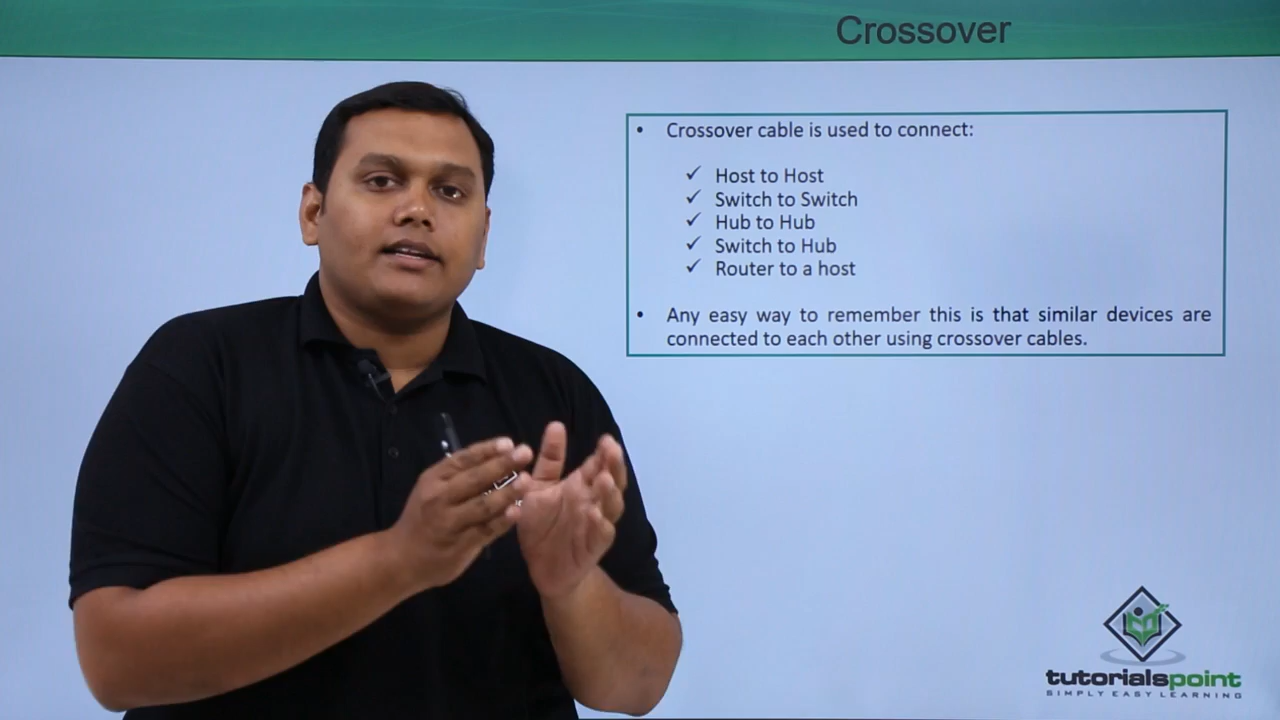 Crossover
• Crossover cable is used to connect:
✓ Host to Host
✓ Switch to Switch
✓ Hub to Hub
✓ Switch to Hub
✓ Router to a host
• Any easy way to remember this is that similar devices are
connected to each other using crossover cables.
tutorialspoint
SIMPLY EASY LEARNING